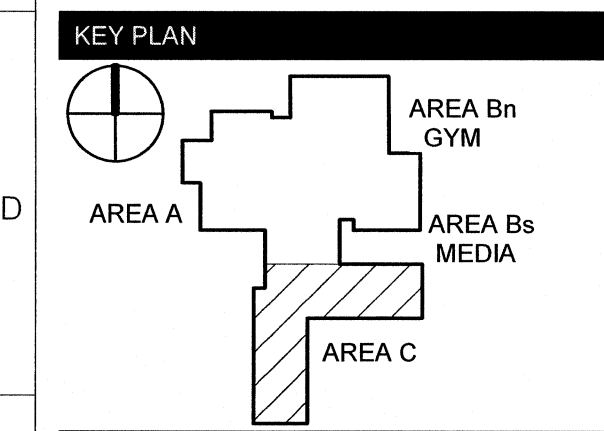 KEY PLAN
AREA Bn
GYM
AREA A
D
AREA Bs
MEDIA
AREA C